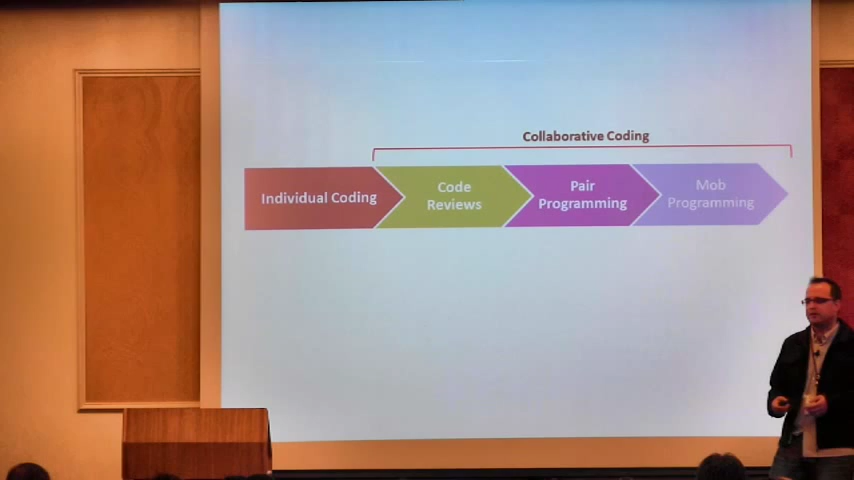 Collaborative Coding
Individual Coding
Code
Reviews
Pair
Programming
Mob
Programming